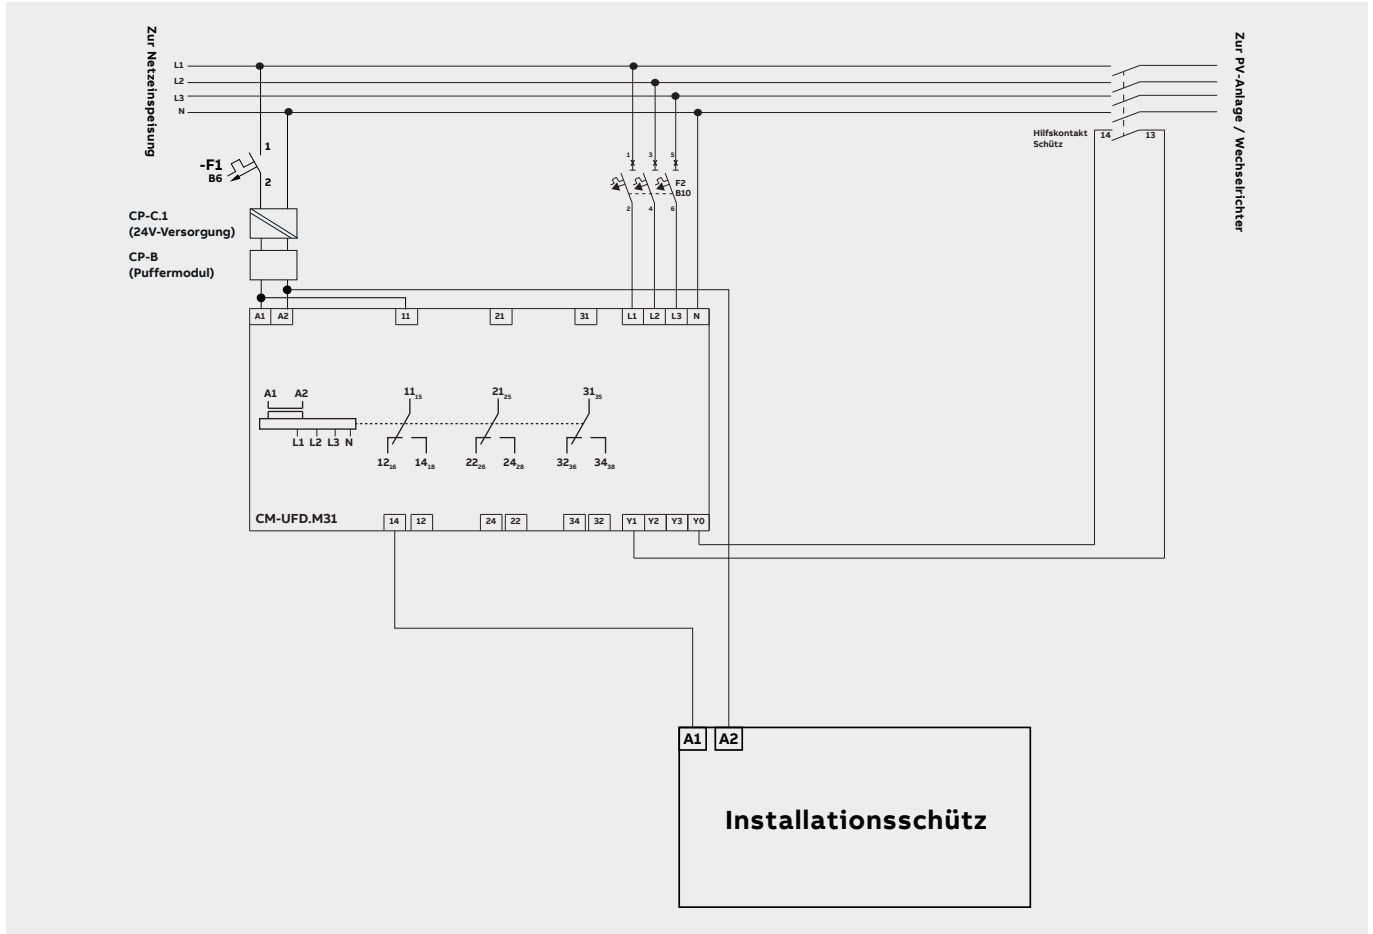 Zur Netzeinspeisung
Zur PV-Anlage / Wechselrichter
L1
L2
L3
N
Hilfskontakt
Schütz
14
13
-F1
B6
1
2
1
3
5
F2
B10
2
4
6
CP-C.1
(24V-Versorgung)
CP-B
(Puffermodul)
A1
A2
11
21
31
L1
L2
L3
N
A1
A2
L1
L2
L3
N
11 15
21 25
31 35
12 16
14 18
22 26
24 28
32 36
34 38
CM-UFD.M31
14
12
24
22
34
32
Y1
Y2
Y3
Y0
A1
A2
Installationsschütz